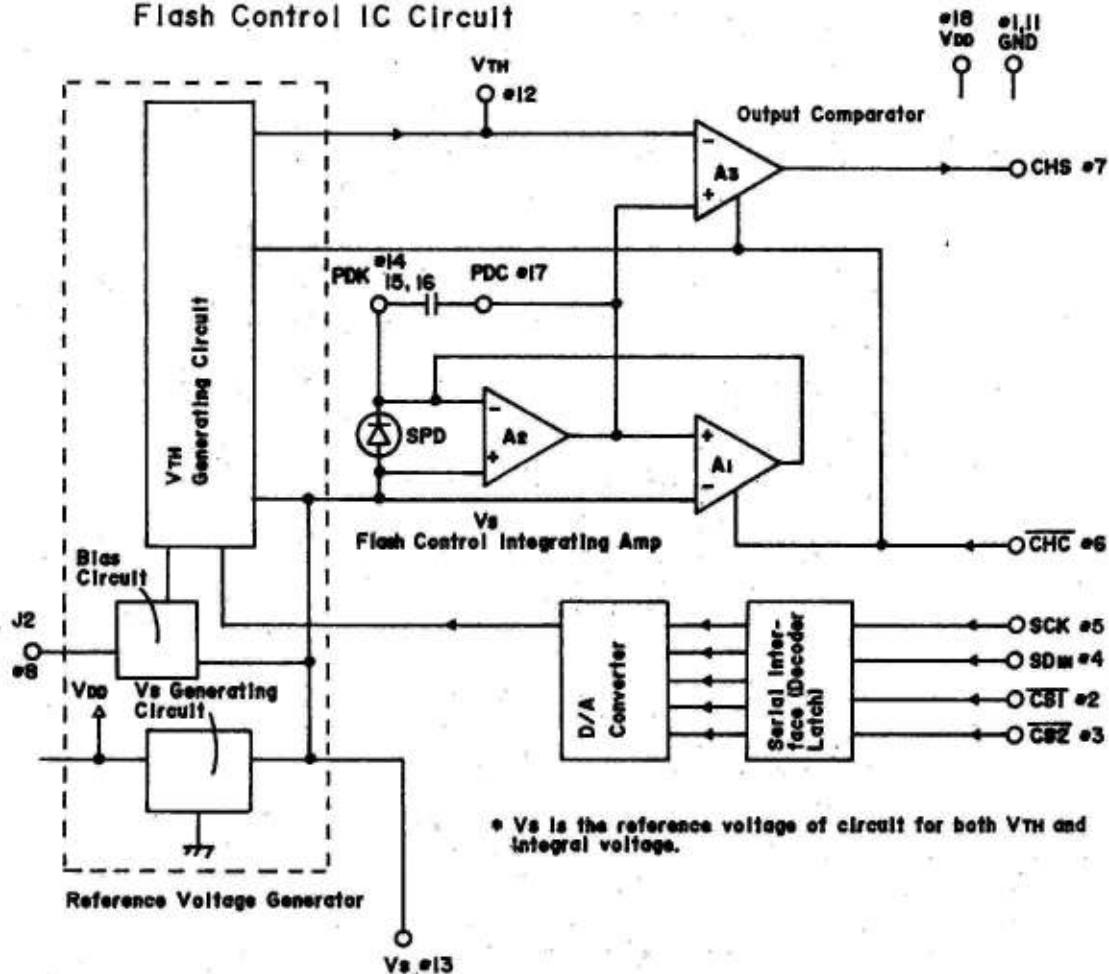 Flash Control IC Circuit
#18
VDD
#1,11
GND
VTH
#12
Output Comparator
A3
CHS #7
PDK #14
15, 16
PDC #17
VTH
Generating Circuit
SPD
A2
A1
Vs
Flash Control Integrating Amp
CHC #6
Bias
Circuit
J2
#8
VDD
Vs Generating
Circuit
D/A
Converter
Serial Inter-
face (Decoder
Latch)
SCK #5
SDIN #4
CS1 #2
CS2 #3
* Vs is the reference voltage of circuit for both VTH and
integral voltage.
Reference Voltage Generator
Vs #13